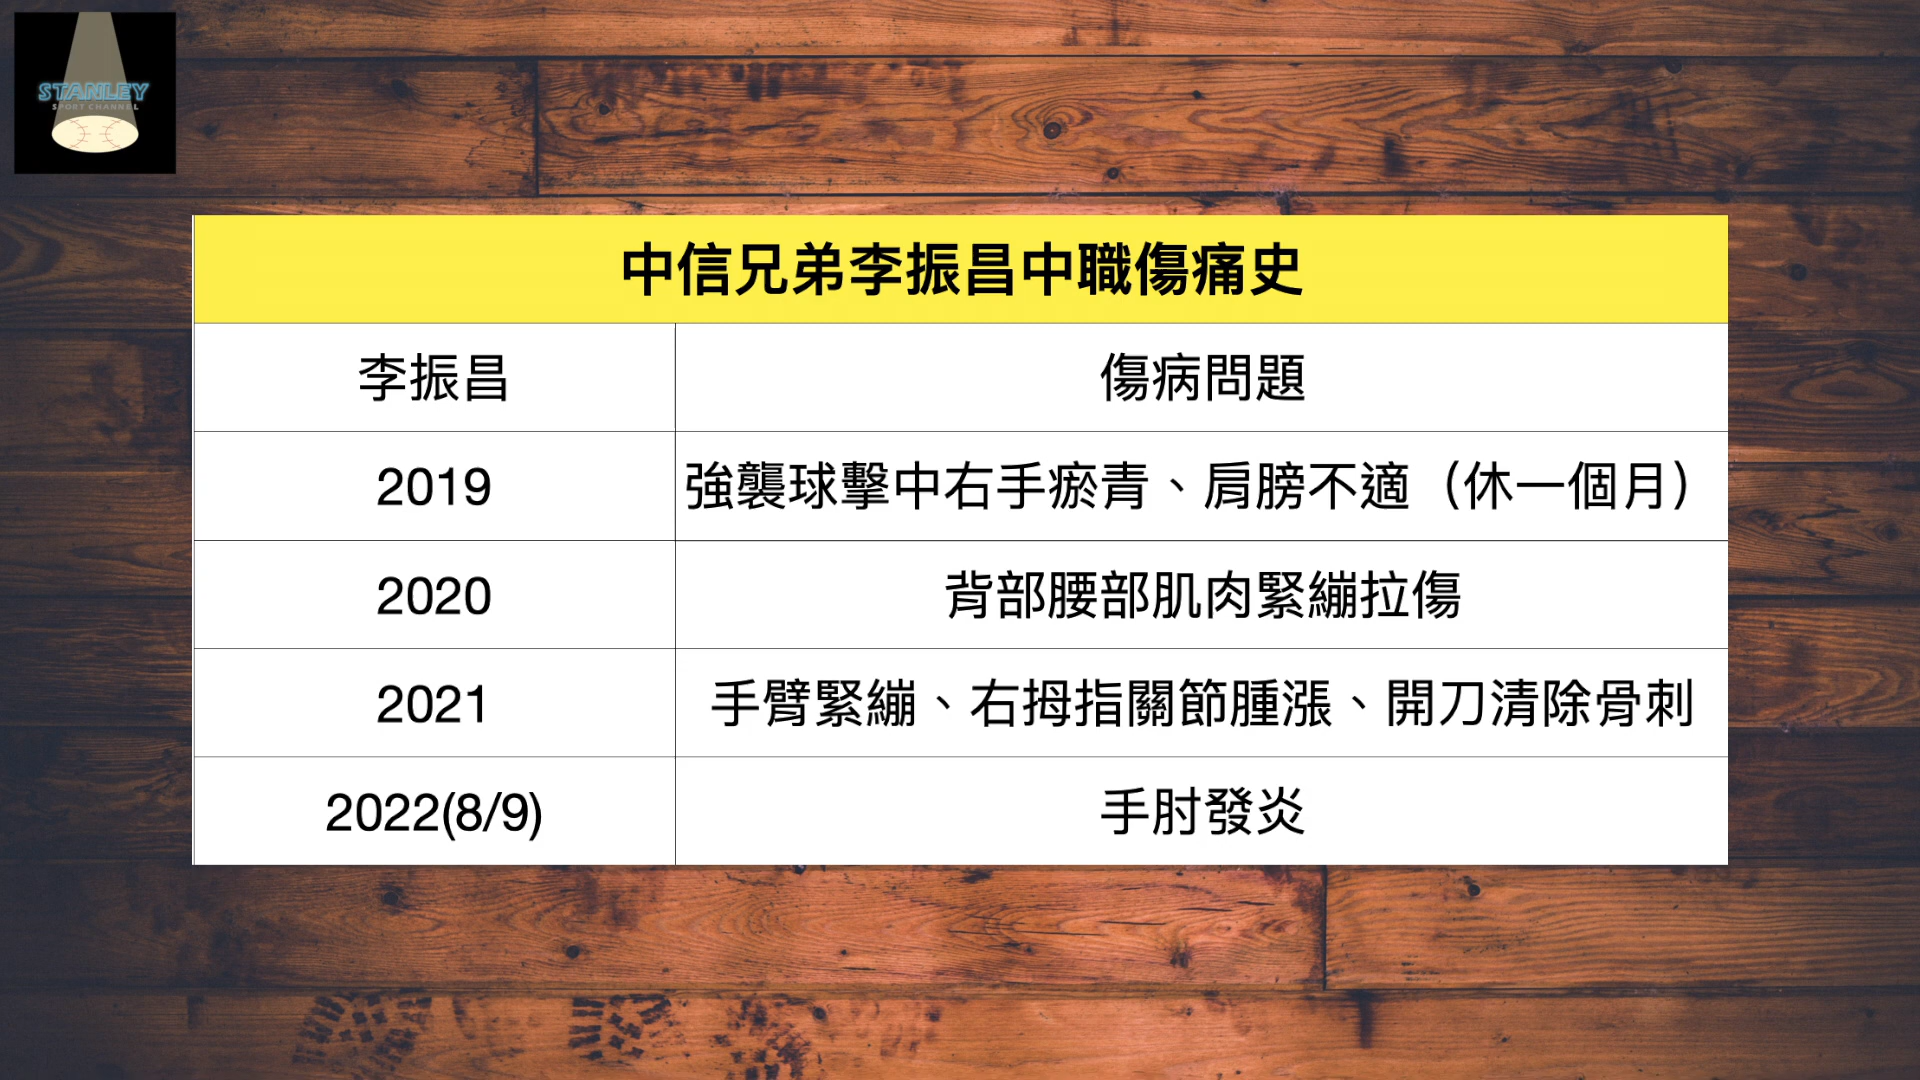 STANLEY
SPORT CHANNEL
中信兄弟李振昌中職傷痛史
李振昌 傷病問題
2019 強襲球擊中右手瘀青、肩膀不適（休一個月）
2020 背部腰部肌肉緊繃拉傷
2021 手臂緊繃、右拇指關節腫漲、開刀清除骨刺
2022(8/9) 手肘發炎